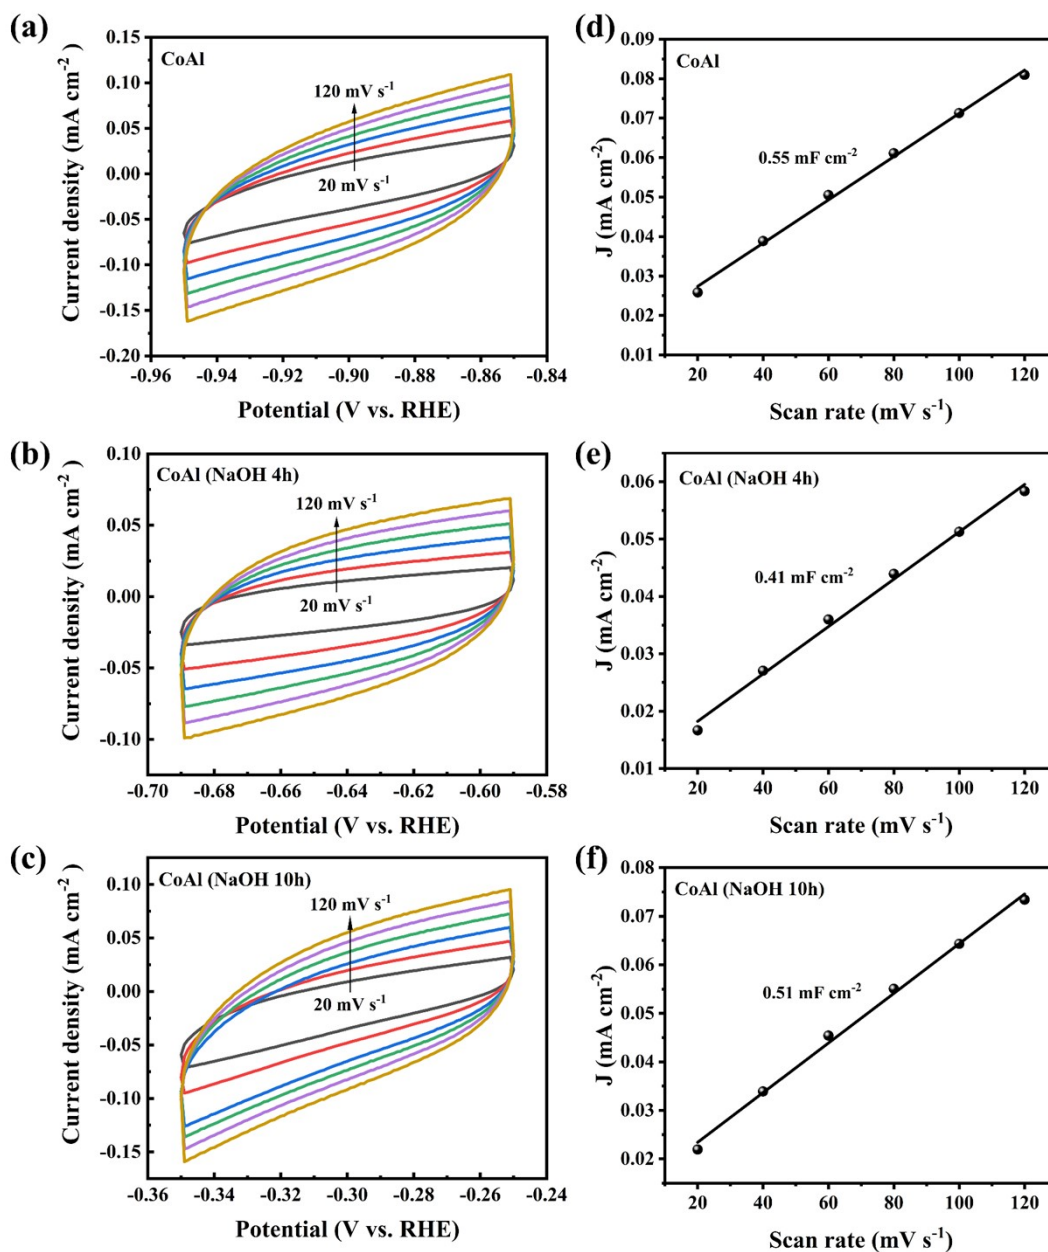 (a)
0.15
0.10
0.05
0.00
-0.05
-0.10
-0.15
-0.20
Current density (mA cm⁻²)
CoAl
120 mV s⁻¹
20 mV s⁻¹
-0.96 -0.94 -0.92 -0.90 -0.88 -0.86 -0.84
Potential (V vs. RHE)
(d)
0.09
0.08
0.07
0.06
0.05
0.04
0.03
0.02
0.01
J (mA cm⁻²)
CoAl
0.55 mF cm⁻²
20 40 60 80 100 120
Scan rate (mV s⁻¹)
(b)
0.10
0.05
0.00
-0.05
-0.10
Current density (mA cm⁻²)
CoAl (NaOH 4h)
120 mV s⁻¹
20 mV s⁻¹
-0.70 -0.68 -0.66 -0.64 -0.62 -0.60 -0.58
Potential (V vs. RHE)
(e)
0.06
0.05
0.04
0.03
0.02
0.01
J (mA cm⁻²)
CoAl (NaOH 4h)
0.41 mF cm⁻²
20 40 60 80 100 120
Scan rate (mV s⁻¹)
(c)
0.10
0.05
0.00
-0.05
-0.10
-0.15
Current density (mA cm⁻²)
CoAl (NaOH 10h)
120 mV s⁻¹
20 mV s⁻¹
-0.36 -0.34 -0.32 -0.30 -0.28 -0.26 -0.24
Potential (V vs. RHE)
(f)
0.08
0.07
0.06
0.05
0.04
0.03
0.02
J (mA cm⁻²)
CoAl (NaOH 10h)
0.51 mF cm⁻²
20 40 60 80 100 120
Scan rate (mV s⁻¹)